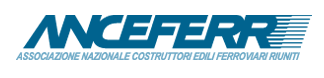 ANCEFERR
ASSOCIAZIONE NAZIONALE COSTRUTTORI EDILI FERROVIARI RIUNITI